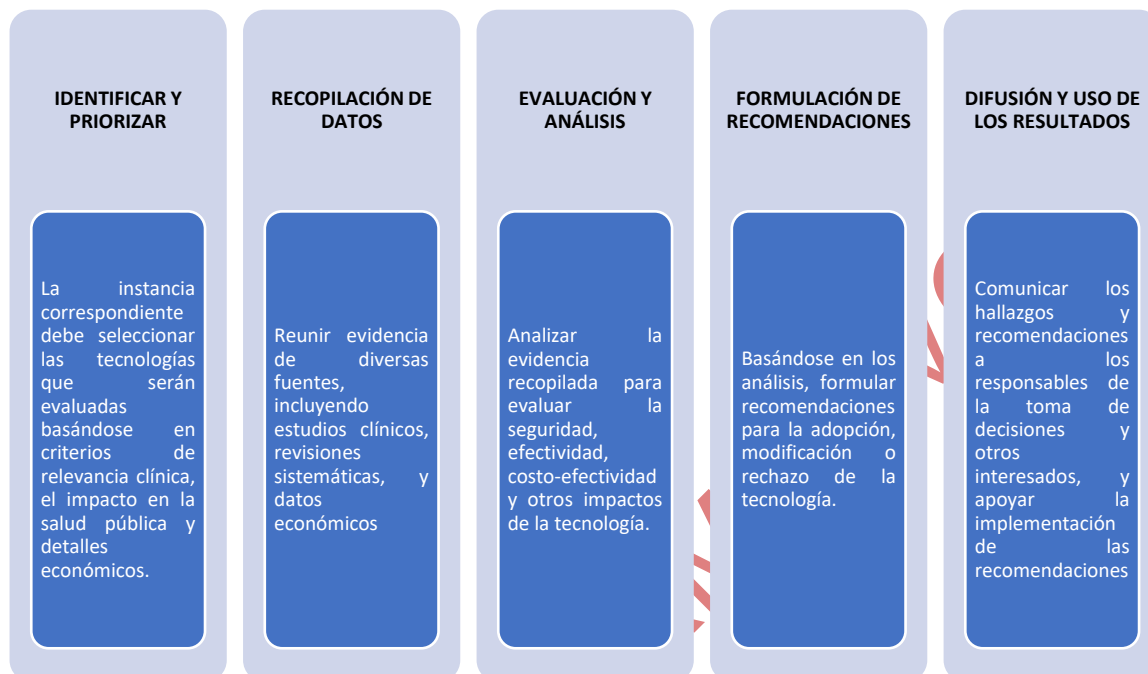 IDENTIFICAR Y
PRIORIZAR
La instancia
correspondiente
debe seleccionar
las tecnologías
que serán
evaluadas
basándose en
criterios de
relevancia clínica,
el impacto en la
salud pública y
detalles
económicos.
RECOPILACIÓN DE
DATOS
Reunir evidencia
de diversas
fuentes,
incluyendo
estudios clínicos,
revisiones
sistemáticas, y
datos
económicos
EVALUACIÓN Y
ANÁLISIS
Analizar la
evidencia
recopilada para
evaluar la
seguridad,
efectividad,
costo-efectividad
y otros impactos
de la tecnología.
FORMULACIÓN DE
RECOMENDACIONES
Basándose en los
análisis, formular
recomendaciones
para la adopción,
modificación o
rechazo de la
tecnología.
DIFUSIÓN Y USO DE
LOS RESULTADOS
Comunicar los
hallazgos y
recomendaciones
a los
responsables de
la toma de
decisiones y
otros
interesados, y
apoyar la
implementación
de las
recomendaciones